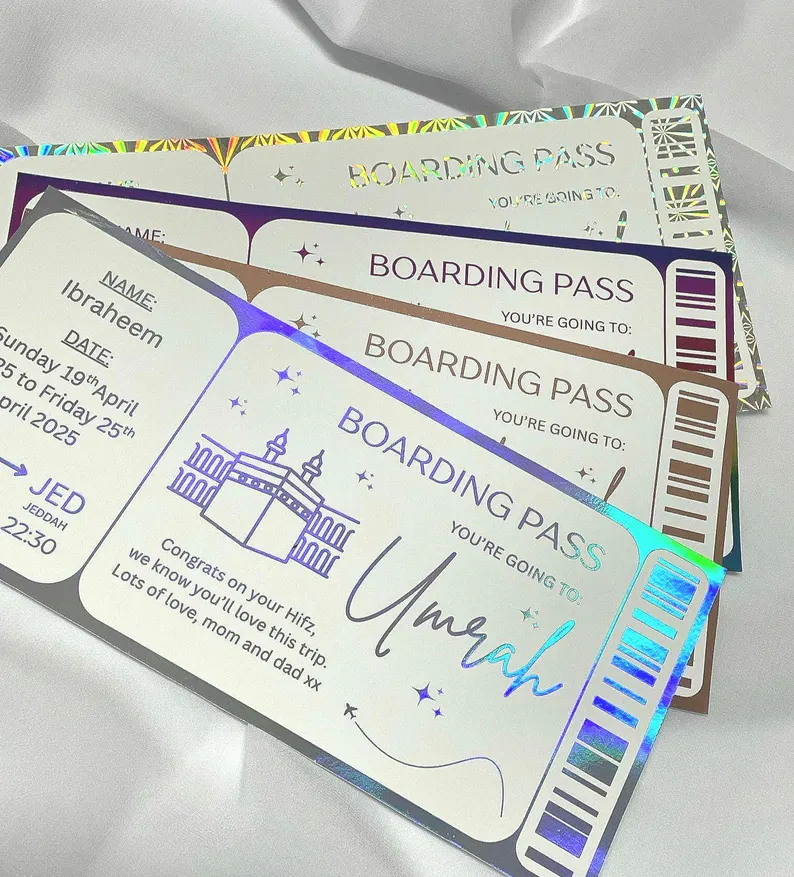 BOARDING PASS
YOU'RE GOING TO:
NAME:
BOARDING PASS
YOU'RE GOING TO:
BOARDING PASS
YOU'RE GOING TO:
NAME:
Ibraheem
DATE:
Sunday 19th April
25 to Friday 25th
pril 2025
JED
JEDDAH
22:30
BOARDING PASS
YOU'RE GOING TO:
Umrah
Congrats on your Hifz,
we know you'll love this trip.
Lots of love, mom and dad xx